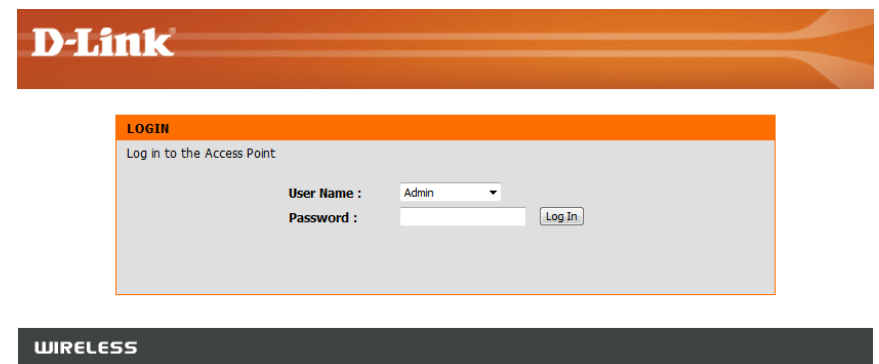 D-Link®
LOGIN
Log in to the Access Point
User Name : Admin
Password : Log In
WIRELESS